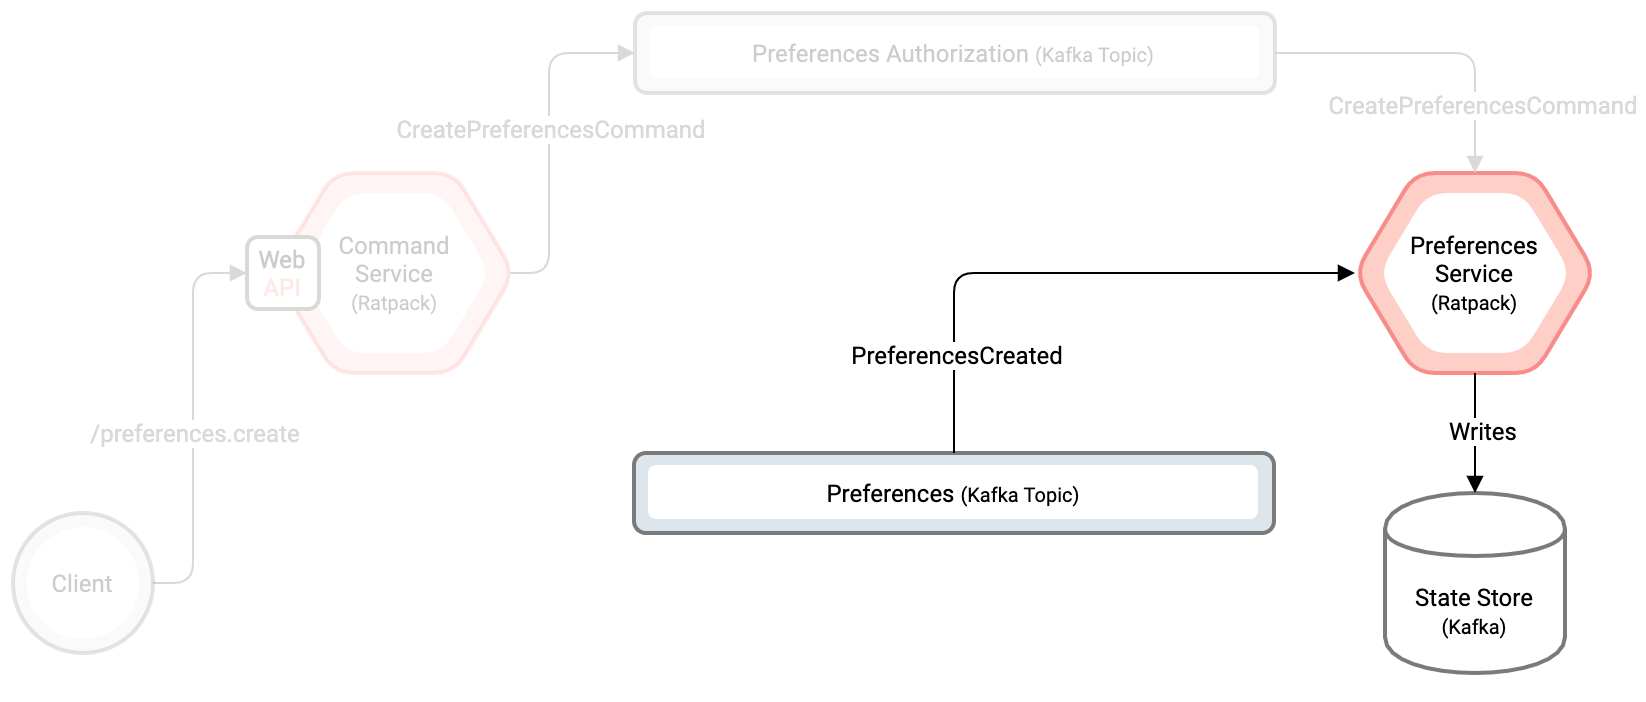 Preferences Authorization (Kafka Topic)
CreatePreferencesCommand
CreatePreferencesCommand
Web
API
Command
Service
(Ratpack)
Preferences
Service
(Ratpack)
PreferencesCreated
/preferences.create
Writes
Preferences (Kafka Topic)
Client
State Store
(Kafka)